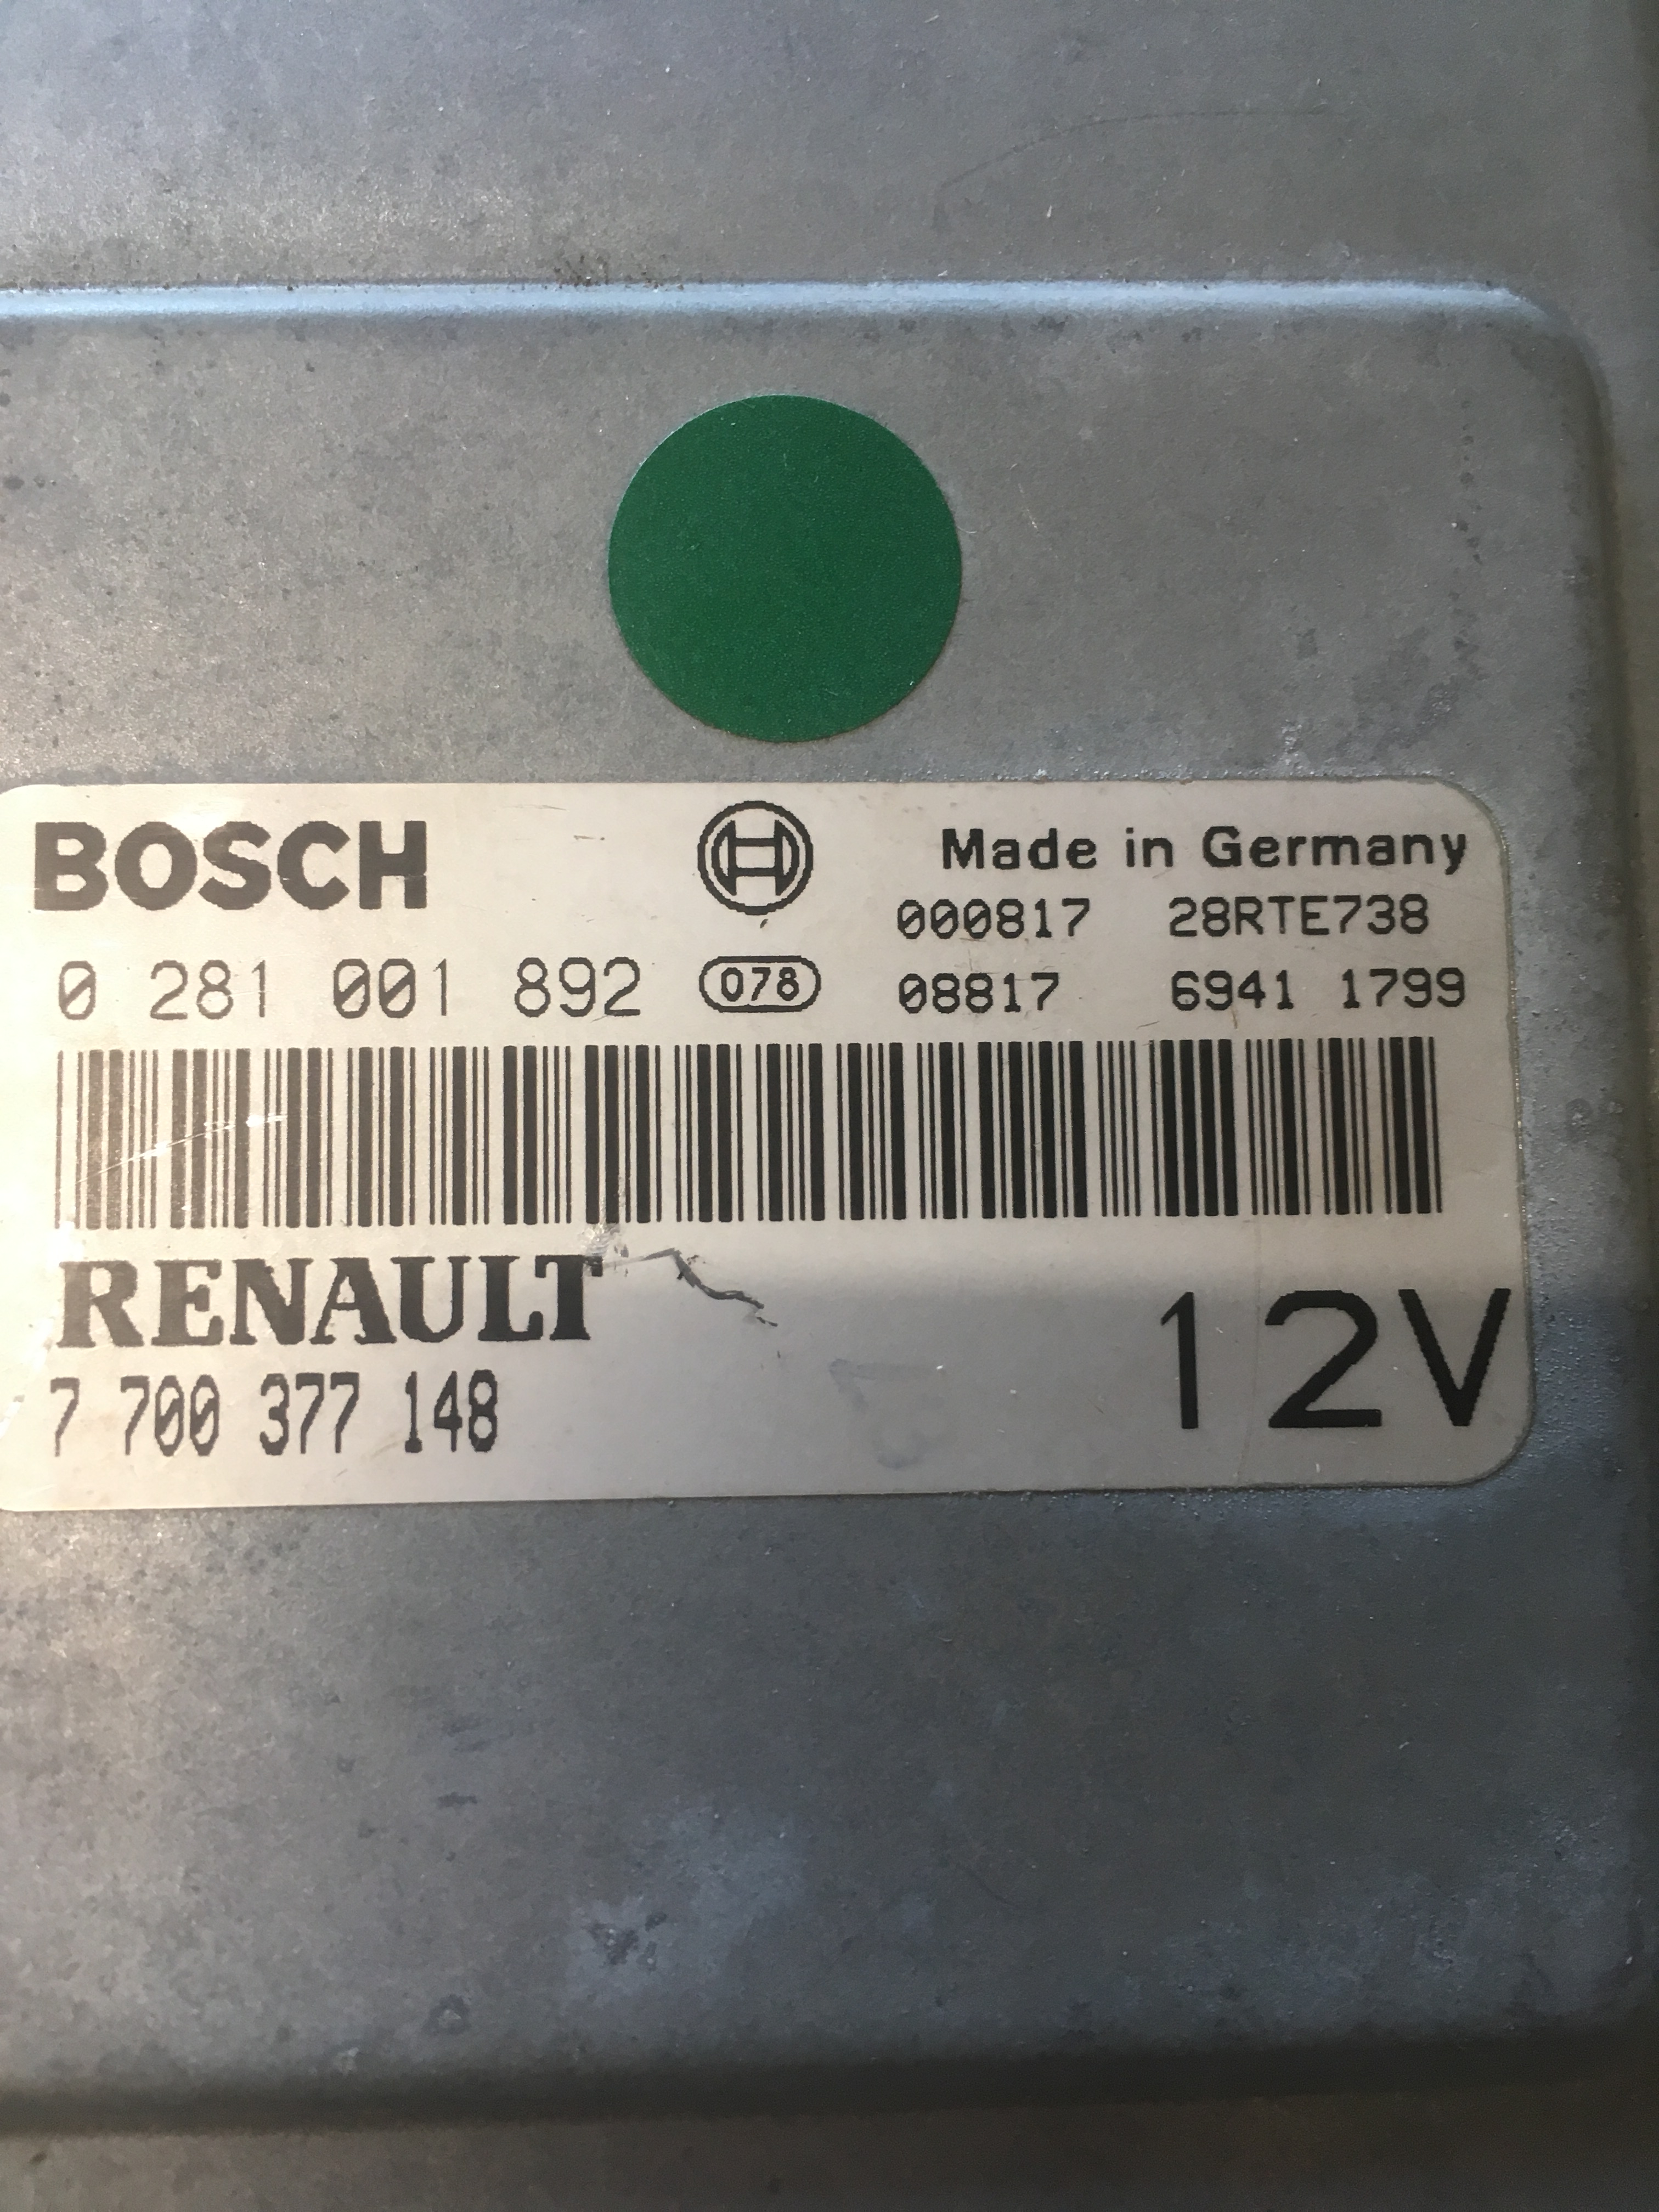 BOSCH Made in Germany
000817 28RTE738
0 281 001 892 078 08817 6941 1799
RENAULT
12V
7 700 377 148